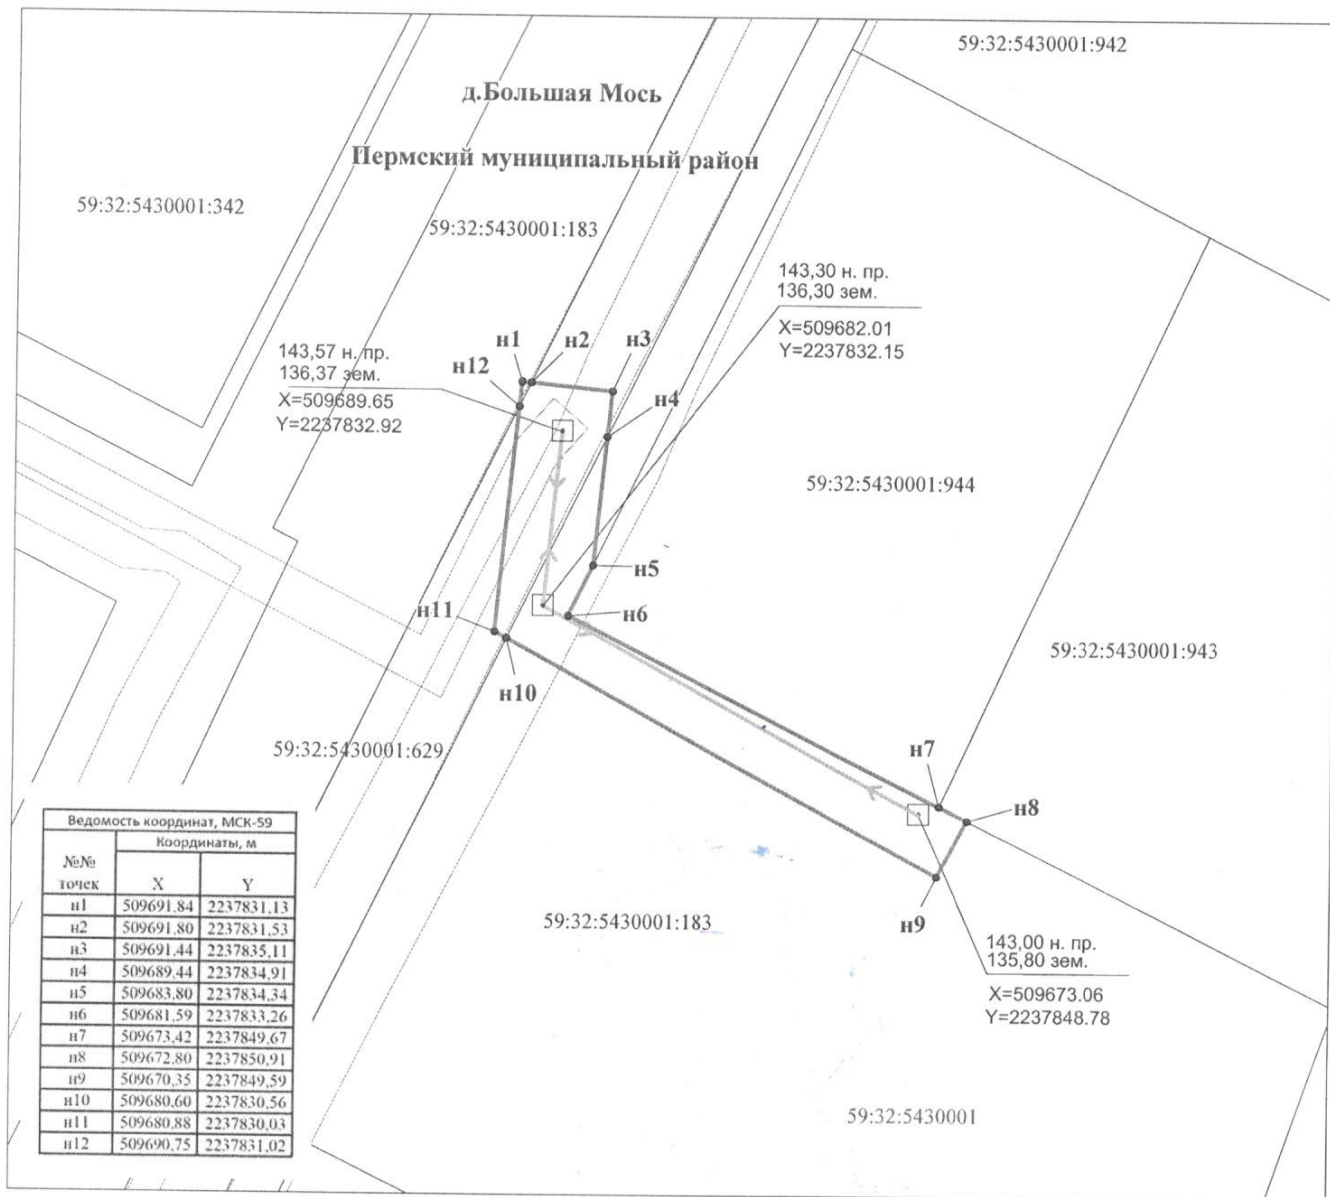 59:32:5430001:942
д.Большая Мось
Пермский муниципальный район
59:32:5430001:342
59:32:5430001:183
143,30 н. пр.
136,30 зем.
X=509682.01
Y=2237832.15
н1
н2
н3
н12
н4
143,57 н. пр.
136,37 зем.
X=509689.65
Y=2237832.92
59:32:5430001:944
н5
н11
н6
59:32:5430001:943
н10
59:32:5430001:629
н7
н8
н9
59:32:5430001:183
143,00 н. пр.
135,80 зем.
X=509673.06
Y=2237848.78
59:32:5430001
Ведомость координат, МСК-59
№№ точек Координаты, м
X Y
н1 509691,84 2237831,13
н2 509691,80 2237831,53
н3 509691,44 2237835,11
н4 509689,44 2237834,91
н5 509683,80 2237834,34
н6 509681,59 2237833,26
н7 509673,42 2237849,67
н8 509672,80 2237850,91
н9 509670,35 2237849,59
н10 509680,60 2237830,56
н11 509680,88 2237830,03
н12 509690,75 2237831,02